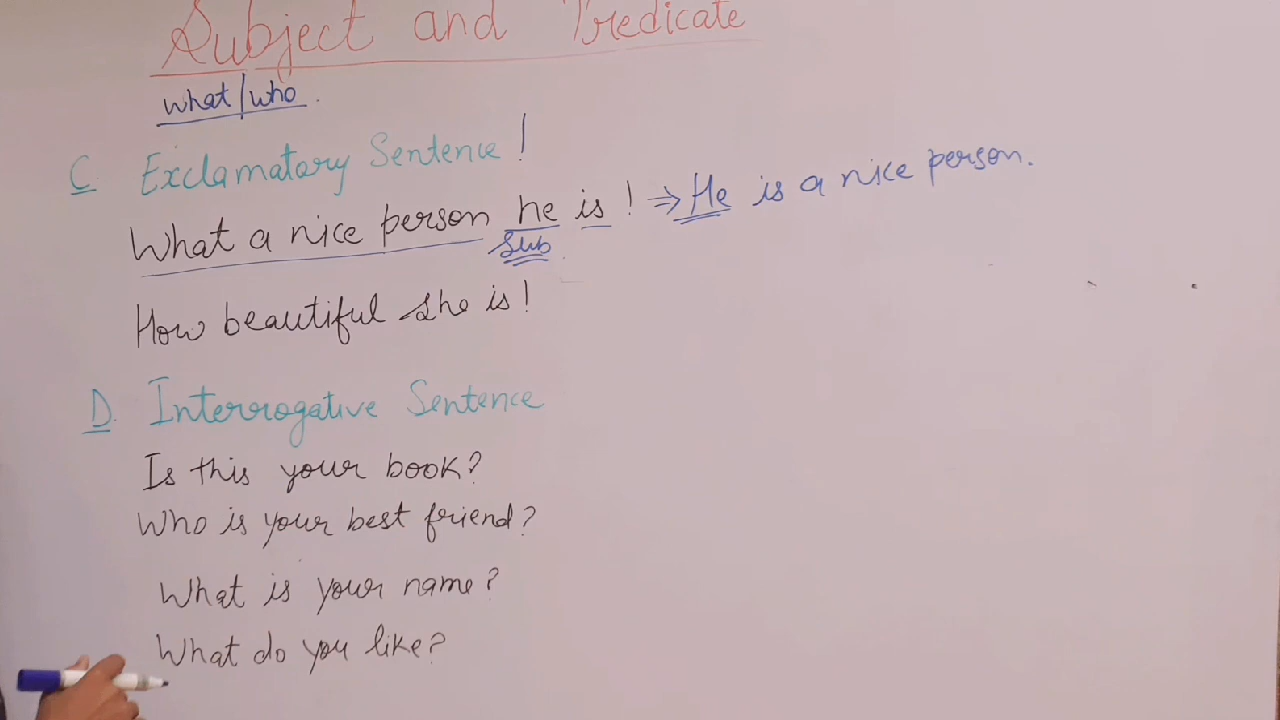 Subject and Predicate
what/who.
C. Exclamatory Sentence!
What a nice person he is! ⇒ He is a nice person.
Sub
How beautiful she is!
D. Interrogative Sentence
Is this your book?
Who is your best friend?
What is your name?
What do you like?